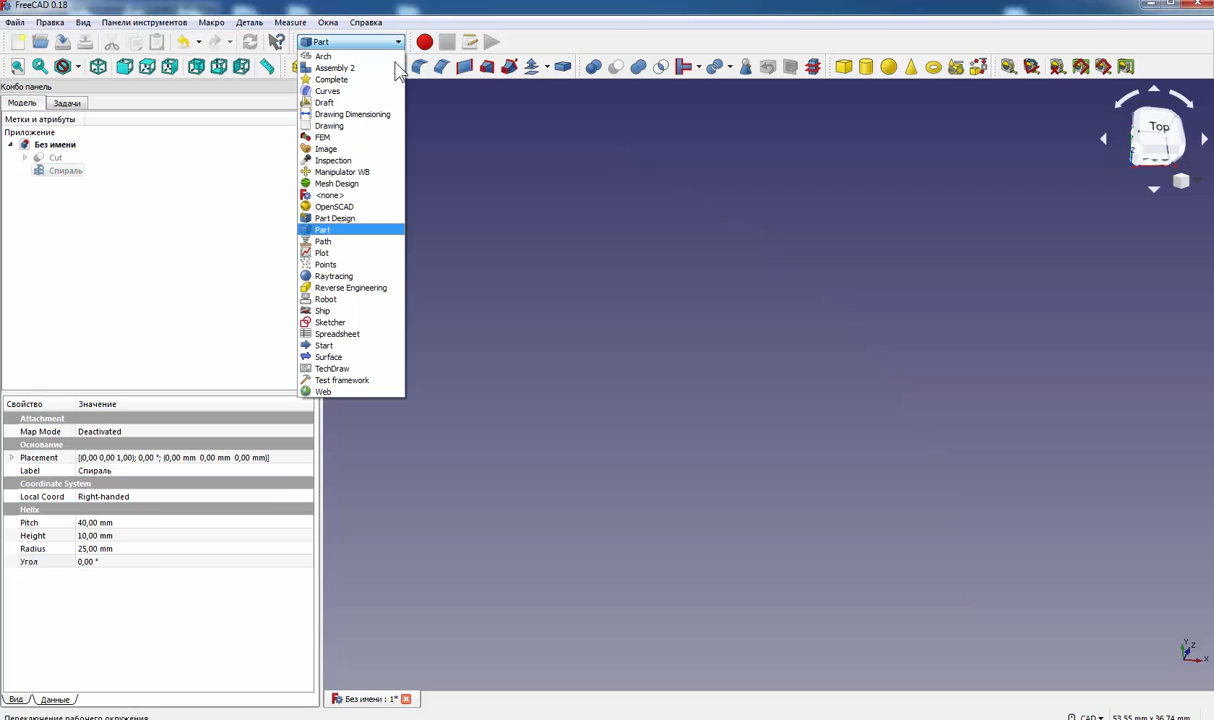 FreeCAD 0.18
Файл Правка Вид Панели инструментов Макро Деталь Measure Окна Справка
Part
Arch
Assembly 2
Complete
Curves
Draft
Drawing Dimensioning
Drawing
FEM
Image
Inspection
Manipulator WB
Mesh Design
<none>
OpenSCAD
Part Design
Part
Path
Plot
Points
Raytracing
Reverse Engineering
Robot
Ship
Sketcher
Spreadsheet
Start
Surface
TechDraw
Test framework
Web
Комбо панель
Модель Задачи
Метки и атрибуты
Приложение
Без имени
Cut
Спираль
Top
Z
Свойство Значение
Attachment
Map Mode Deactivated
Основание
Placement [(0,00 0,00 1,00); 0,00 °; (0,00 mm 0,00 mm 0,00 mm)]
Label Спираль
Coordinate System
Local Coord Right-handed
Helix
Pitch 40,00 mm
Height 10,00 mm
Radius 25,00 mm
Угол 0,00 °
Y
Z
X
Вид Данные
Без имени : 1*
Переключение рабочего окружения
CAD 53,55 mm x 36,74 mm